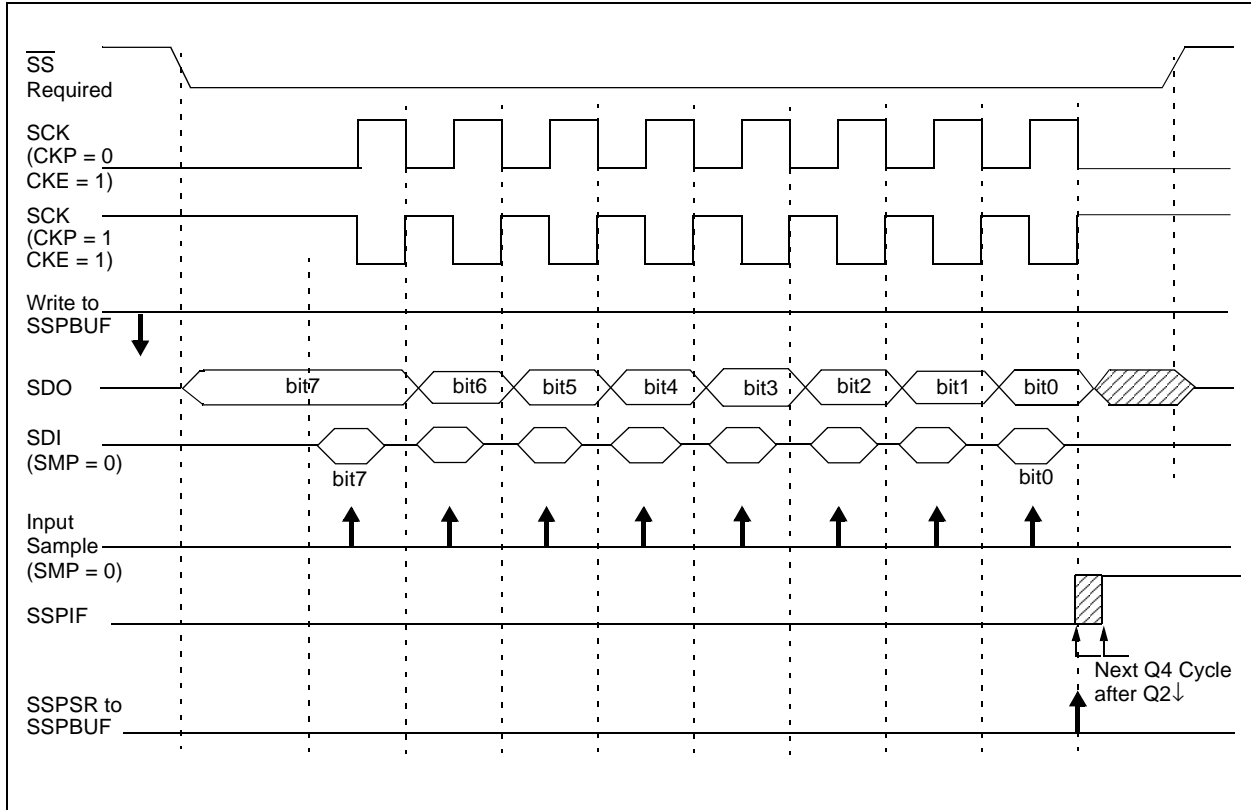 SS
Required
SCK
(CKP = 0
CKE = 1)
SCK
(CKP = 1
CKE = 1)
Write to
SSPBUF
SDO
bit7
bit6
bit5
bit4
bit3
bit2
bit1
bit0
SDI
(SMP = 0)
bit7
bit0
Input
Sample
(SMP = 0)
SSPIF
Next Q4 Cycle
after Q2↓
SSPSR to
SSPBUF